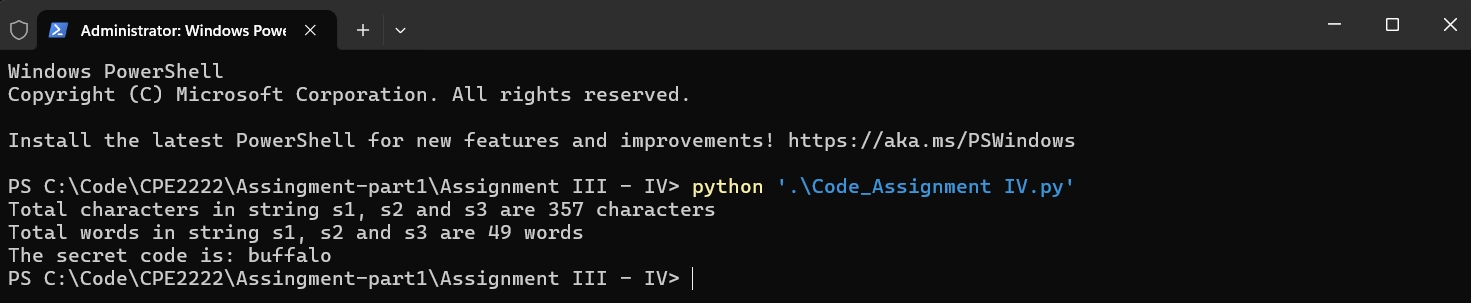 Administrator: Windows Powe
Windows PowerShell
Copyright (C) Microsoft Corporation. All rights reserved.
Install the latest PowerShell for new features and improvements! https://aka.ms/PSWindows
PS C:\Code\CPE2222\Assingment-part1\Assignment III - IV> python '.\Code_Assignment IV.py'
Total characters in string s1, s2 and s3 are 357 characters
Total words in string s1, s2 and s3 are 49 words
The secret code is: buffalo
PS C:\Code\CPE2222\Assingment-part1\Assignment III - IV>